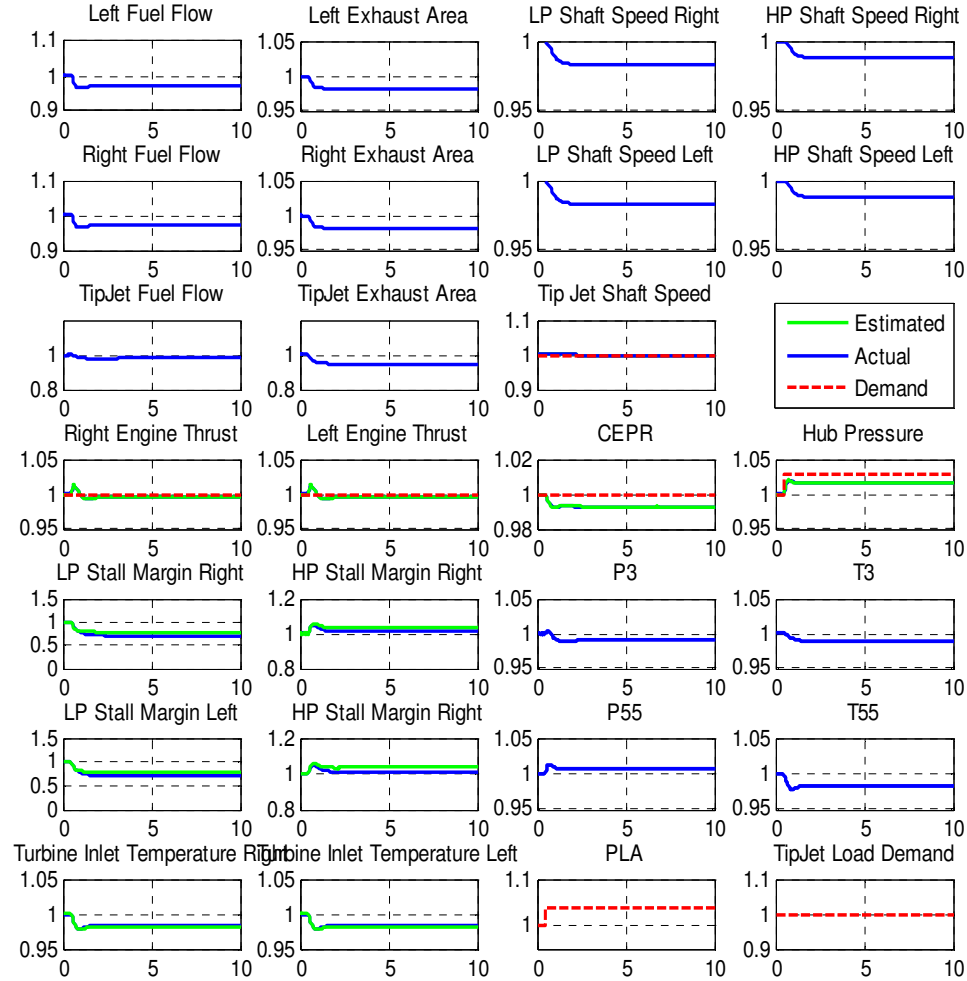 Left Fuel Flow
1.1
1
0.9
0 5 10
Left Exhaust Area
1.05
1
0.95
0 5 10
LP Shaft Speed Right
1
0.95
0 5 10
HP Shaft Speed Right
1
0.95
0 5 10
Right Fuel Flow
1.1
1
0.9
0 5 10
Right Exhaust Area
1.05
1
0.95
0 5 10
LP Shaft Speed Left
1
0.95
0 5 10
HP Shaft Speed Left
1
0.95
0 5 10
TipJet Fuel Flow
1
0.8
0 5 10
TipJet Exhaust Area
1
0.8
0 5 10
Tip Jet Shaft Speed
1.1
1
0.9
0 5 10
Estimated
Actual
Demand
Right Engine Thrust
1.05
1
0.95
0 5 10
Left Engine Thrust
1.05
1
0.95
0 5 10
CEPR
1.02
1
0.98
0 5 10
Hub Pressure
1.05
1
0.95
0 5 10
LP Stall Margin Right
1.5
1
0.5
0
0 5 10
HP Stall Margin Right
1.2
1
0.8
0 5 10
P3
1.05
1
0.95
0 5 10
T3
1.05
1
0.95
0 5 10
LP Stall Margin Left
1.5
1
0.5
0
0 5 10
HP Stall Margin Right
1.2
1
0.8
0 5 10
P55
1.05
1
0.95
0 5 10
T55
1.05
1
0.95
0 5 10
Turbine Inlet Temperature Right
1.05
1
0.95
0 5 10
Turbine Inlet Temperature Left
1.05
1
0.95
0 5 10
PLA
1.1
1
0 5 10
TipJet Load Demand
1.1
1
0.9
0 5 10